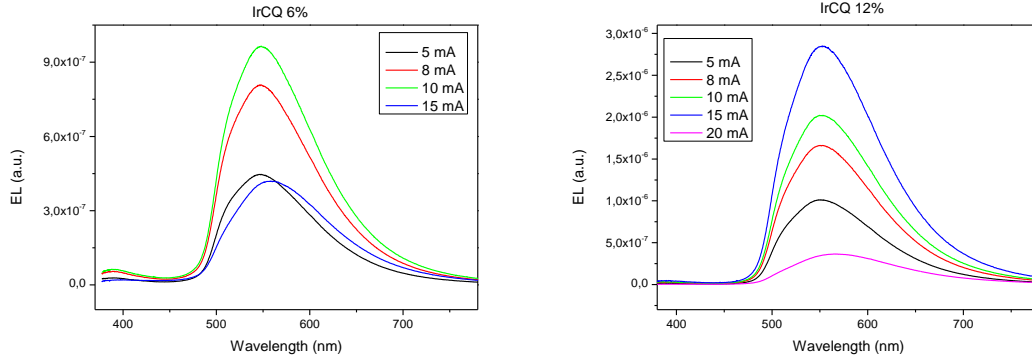 IrCQ 6%
9,0x10-7
6,0x10-7
3,0x10-7
0,0
EL (a.u.)
5 mA
8 mA
10 mA
15 mA
400 500 600 700
Wavelength (nm)
IrCQ 12%
3,0x10-6
2,5x10-6
2,0x10-6
1,5x10-6
1,0x10-6
5,0x10-7
0,0
EL (a.u.)
5 mA
8 mA
10 mA
15 mA
20 mA
400 500 600 700
Wavelength (nm)